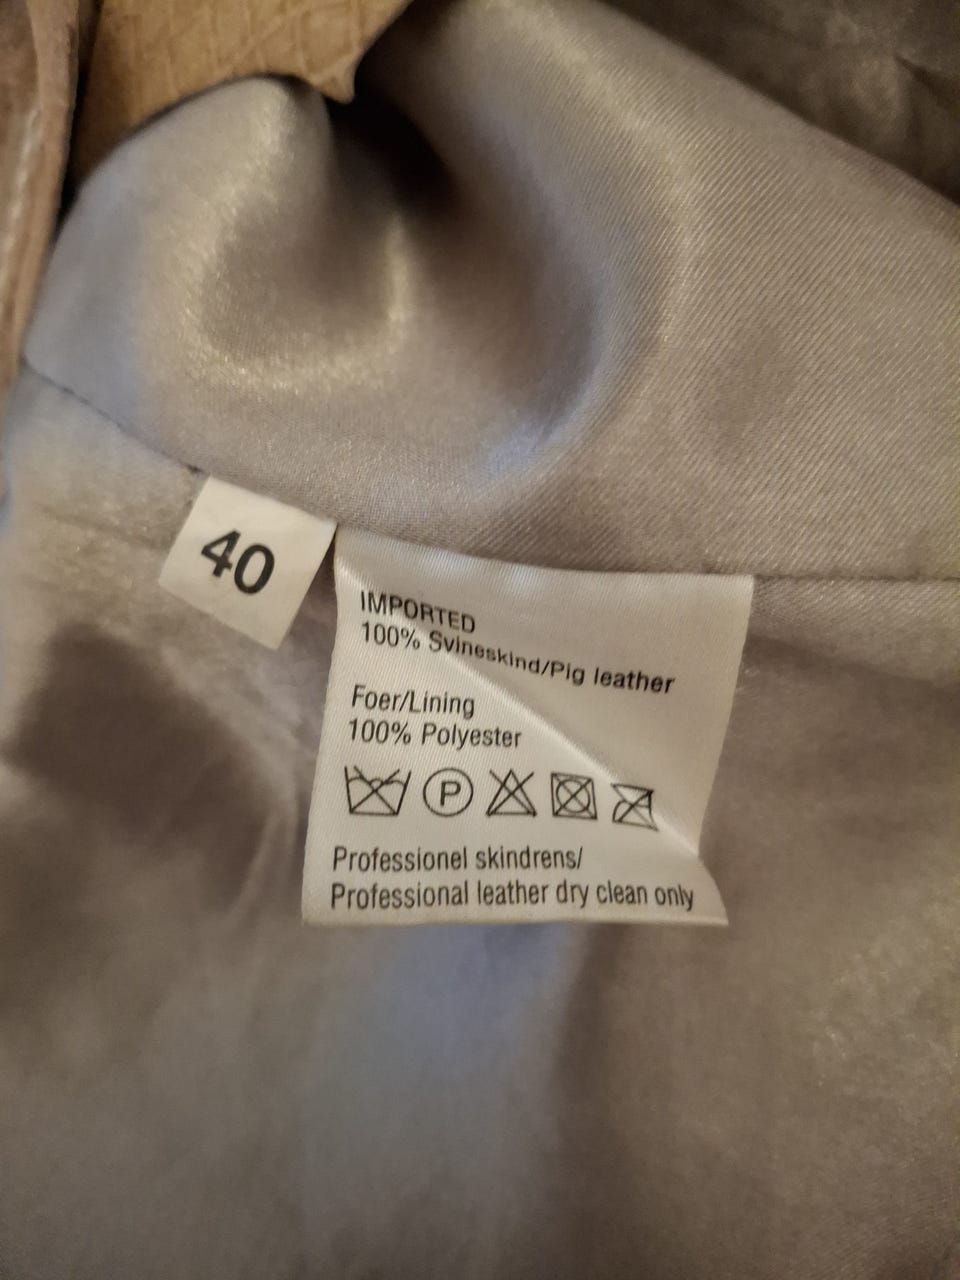 40
IMPORTED
100% Svineskind/Pig leather
Foer/Lining
100% Polyester
P
Professionel skindrens/
Professional leather dry clean only